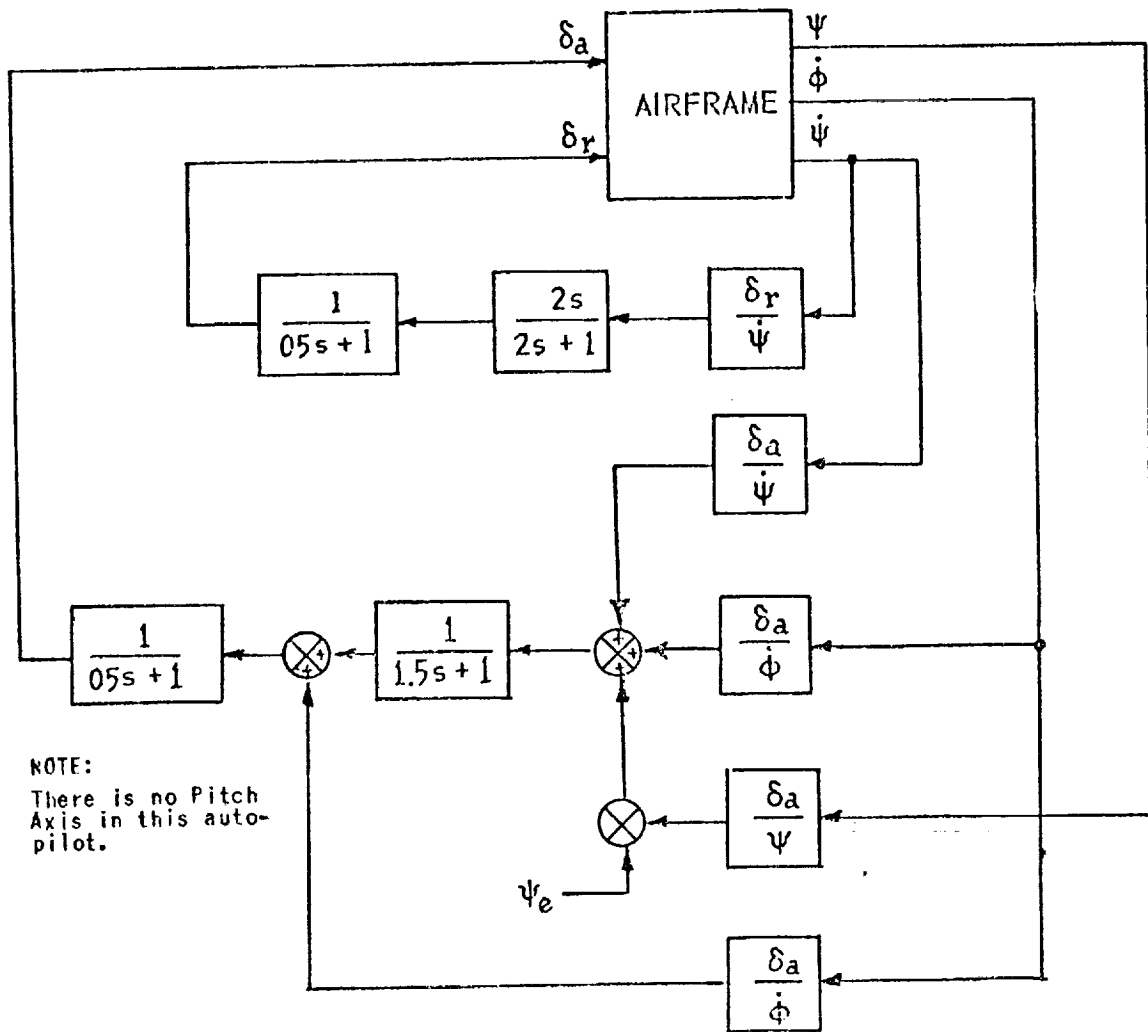 δa
AIRFRAME
ψ
φ̇
δr
ψ̇
1
05s + 1
2s
2s + 1
δr
ψ̇
δa
ψ̇
1
05s + 1
+ +
+
1
1.5s + 1
+ +
+
+
δa
φ̇
NOTE:
There is no Pitch
Axis in this auto-
pilot.
δa
ψ
ψe
δa
φ̇